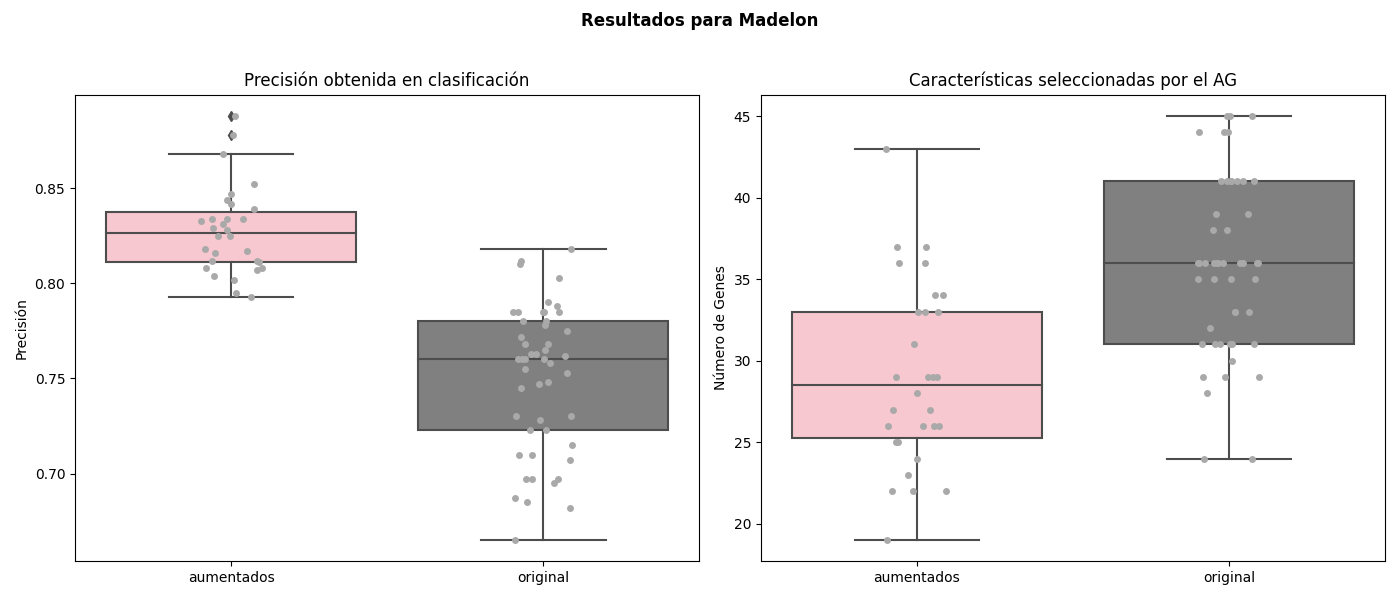 Resultados para Madelon
Precisión obtenida en clasificación
Precisión
0.85
0.80
0.75
0.70
aumentados
original
Características seleccionadas por el AG
Número de Genes
45
40
35
30
25
20
aumentados
original